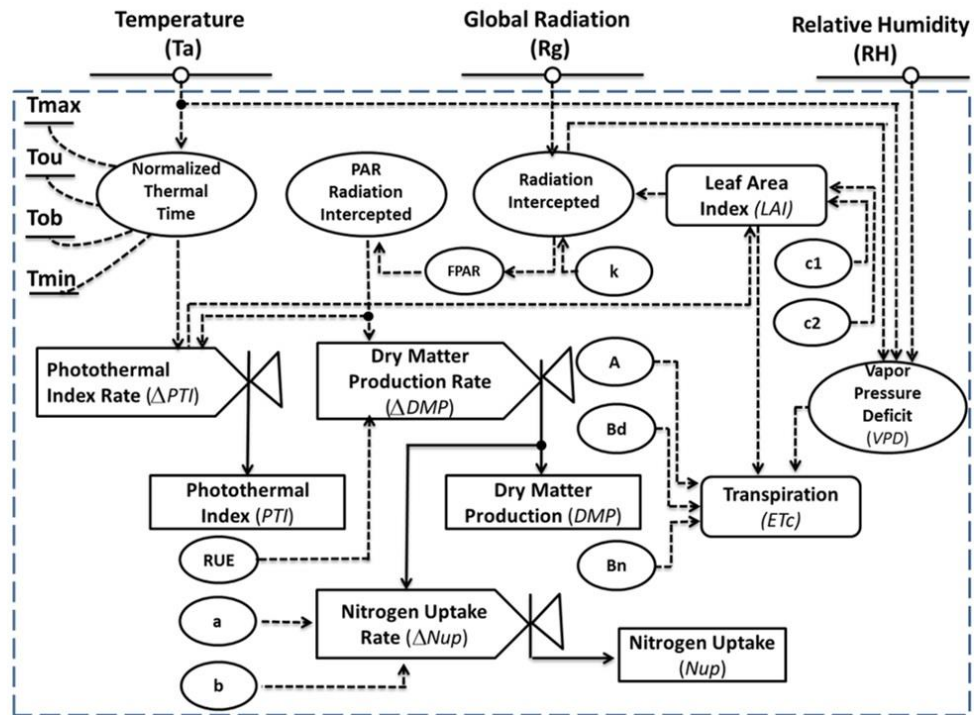 Temperature
(Ta)
Global Radiation
(Rg)
Relative Humidity
(RH)
Tmax
Tou
Tob
Tmin
Normalized
Thermal
Time
PAR
Radiation
Intercepted
Radiation
Intercepted
Leaf Area
Index (LAI)
FPAR
k
c1
c2
Photothermal
Index Rate (ΔPTI)
Dry Matter
Production Rate
(ΔDMP)
A
Bd
Bn
Vapor
Pressure
Deficit
(VPD)
Photothermal
Index (PTI)
Dry Matter
Production (DMP)
Transpiration
(ETc)
RUE
a
b
Nitrogen Uptake
Rate (ΔNup)
Nitrogen Uptake
(Nup)